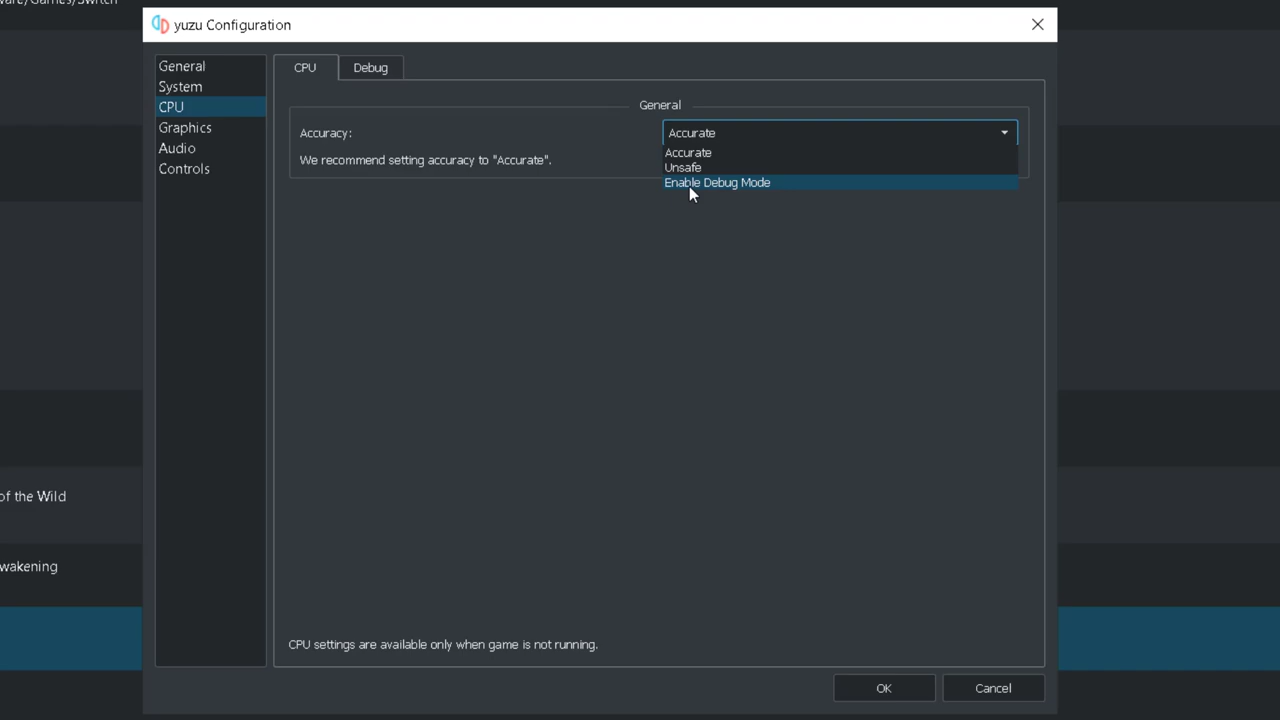 ware/Games/Switch
yuzu Configuration
General
System
CPU
Graphics
Audio
Controls
CPU
Debug
General
Accuracy:
Accurate
Accurate
Unsafe
Enable Debug Mode
We recommend setting accuracy to "Accurate".
of the Wild
wakening
CPU settings are available only when game is not running.
OK
Cancel